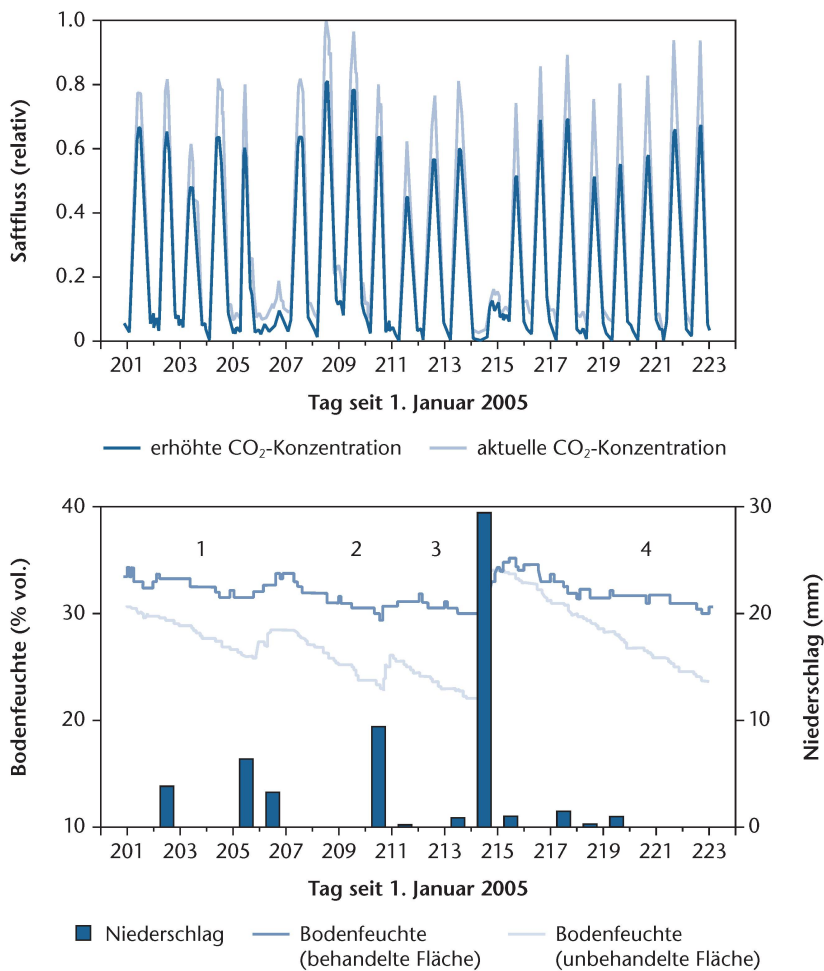 1.0
0.8
0.6
0.4
0.2
0
Saftfluss (relativ)
201 203 205 207 209 211 213 215 217 219 221 223
Tag seit 1. Januar 2005
erhöhte CO₂-Konzentration aktuelle CO₂-Konzentration
40
30
20
10
Bodenfeuchte (% vol.)
1 2 3 4
30
20
10
0
Niederschlag (mm)
201 203 205 207 209 211 213 215 217 219 221 223
Tag seit 1. Januar 2005
Niederschlag
Bodenfeuchte
(behandelte Fläche)
Bodenfeuchte
(unbehandelte Fläche)